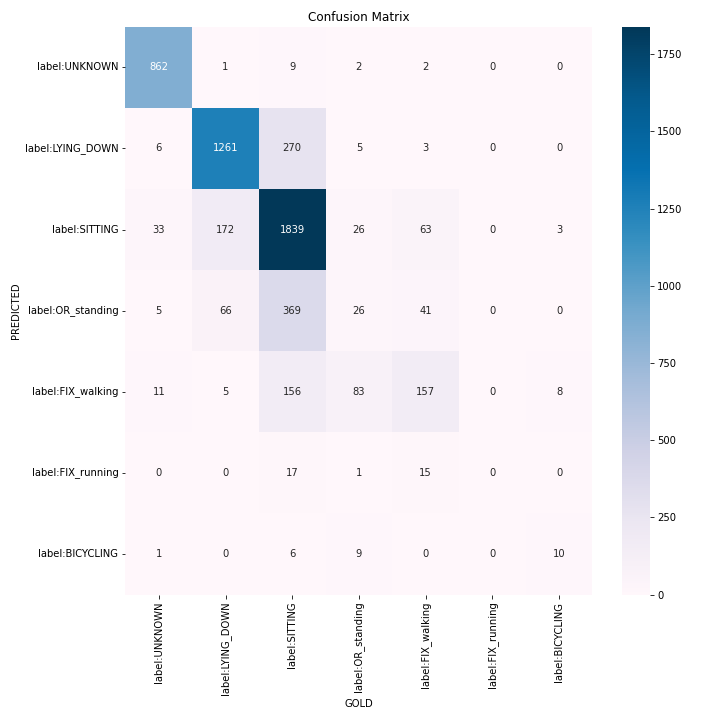 Confusion Matrix
label:UNKNOWN 862 1 9 2 2 0 0
label:LYING_DOWN 6 1261 270 5 3 0 0
label:SITTING 33 172 1839 26 63 0 3
label:OR_standing 5 66 369 26 41 0 0
label:FIX_walking 11 5 156 83 157 0 8
label:FIX_running 0 0 17 1 15 0 0
label:BICYCLING 1 0 6 9 0 0 10
PREDICTED
label:UNKNOWN
label:LYING_DOWN
label:SITTING
label:OR_standing
label:FIX_walking
label:FIX_running
label:BICYCLING
GOLD
1750
1500
1250
1000
750
500
250
0